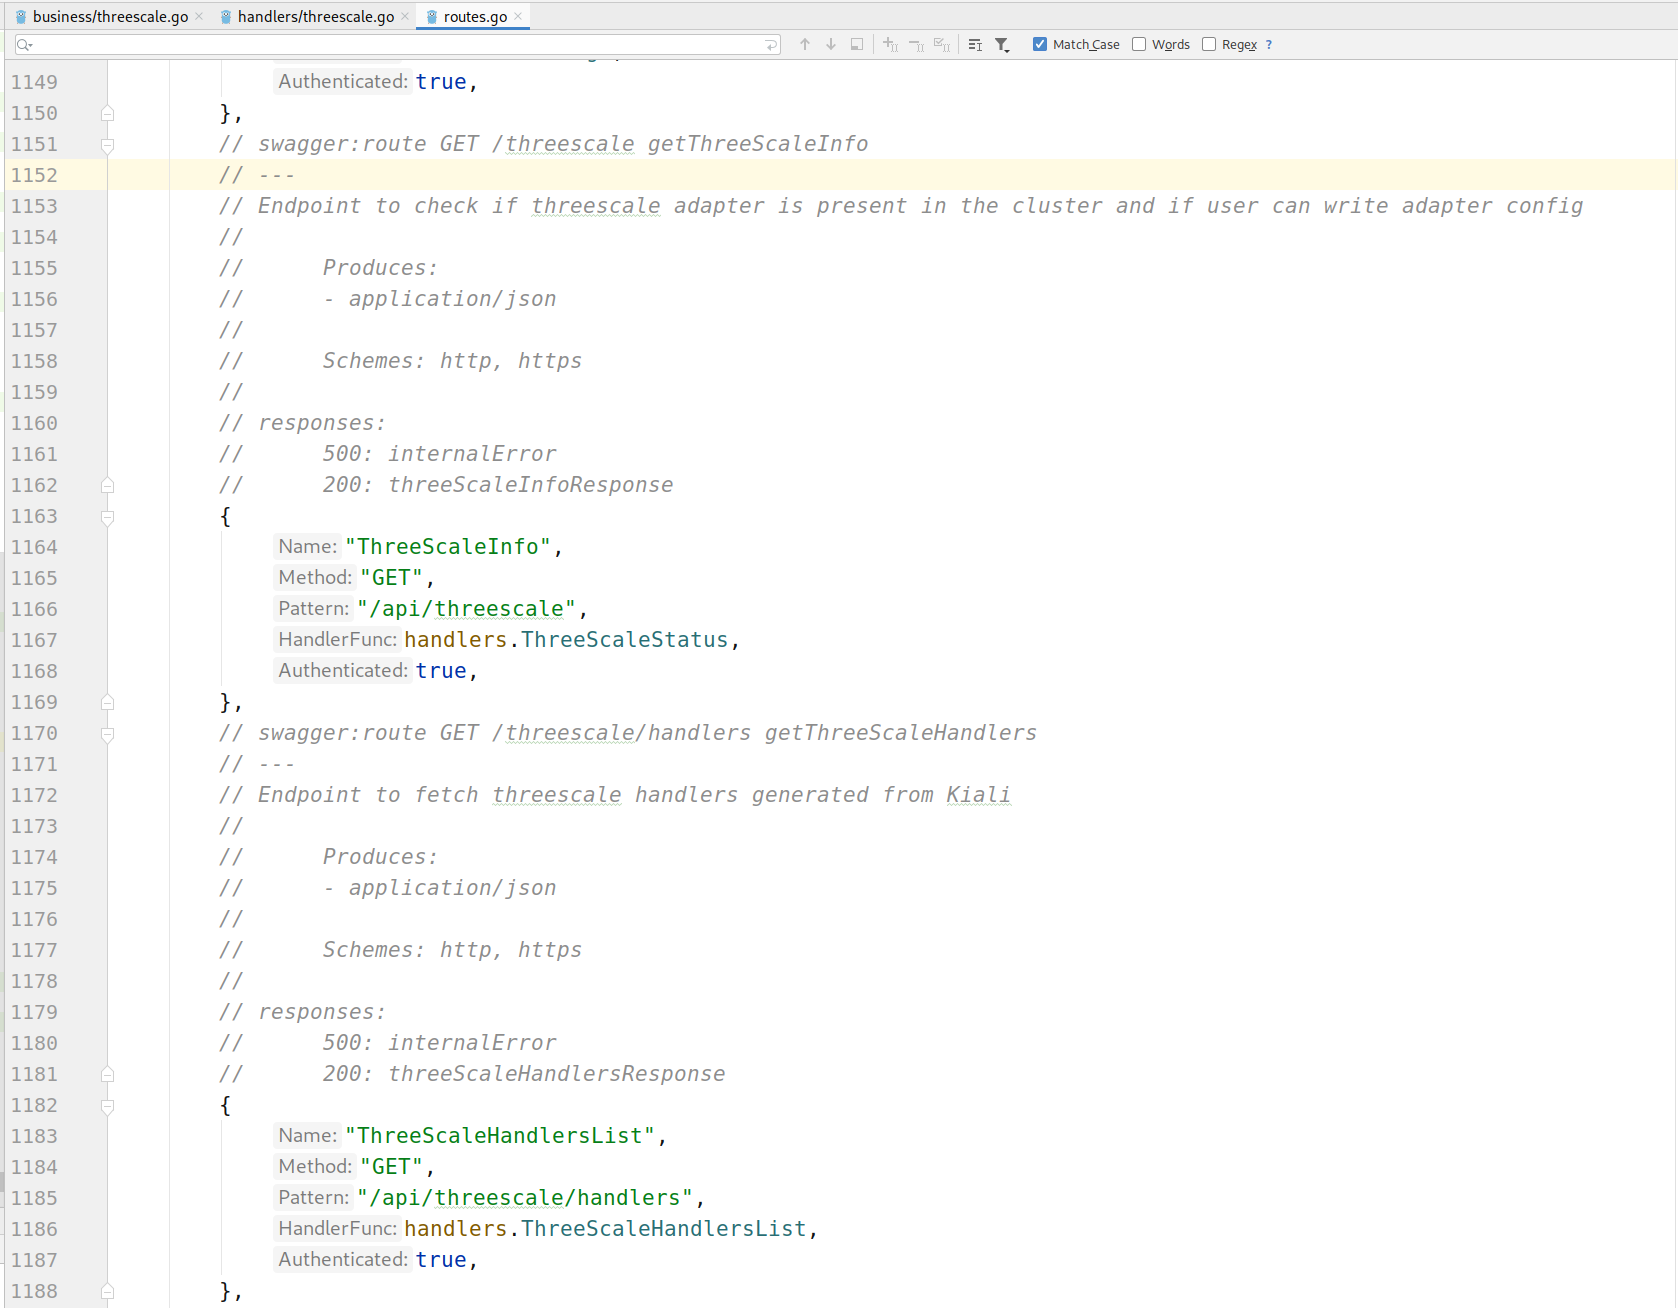 business/threescale.go handlers/threescale.go routes.go
Match Case Words Regex ?
1149 Authenticated: true,
1150 },
1151 // swagger:route GET /threescale getThreeScaleInfo
1152 // ---
1153 // Endpoint to check if threescale adapter is present in the cluster and if user can write adapter config
1154 //
1155 // Produces:
1156 // - application/json
1157 //
1158 // Schemes: http, https
1159 //
1160 // responses:
1161 // 500: internalError
1162 // 200: threeScaleInfoResponse
1163 {
1164 Name: "ThreeScaleInfo",
1165 Method: "GET",
1166 Pattern: "/api/threescale",
1167 HandlerFunc: handlers.ThreeScaleStatus,
1168 Authenticated: true,
1169 },
1170 // swagger:route GET /threescale/handlers getThreeScaleHandlers
1171 // ---
1172 // Endpoint to fetch threescale handlers generated from Kiali
1173 //
1174 // Produces:
1175 // - application/json
1176 //
1177 // Schemes: http, https
1178 //
1179 // responses:
1180 // 500: internalError
1181 // 200: threeScaleHandlersResponse
1182 {
1183 Name: "ThreeScaleHandlersList",
1184 Method: "GET",
1185 Pattern: "/api/threescale/handlers",
1186 HandlerFunc: handlers.ThreeScaleHandlersList,
1187 Authenticated: true,
1188 },